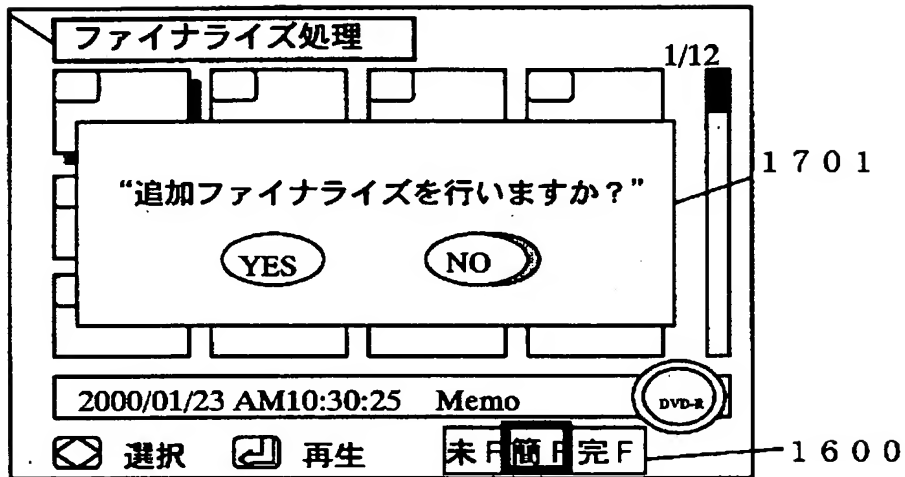 ファイナライズ処理
1/12
“追加ファイナライズを行いますか？”
1701
YES NO
2000/01/23 AM10:30:25 Memo
DVD-R
選択 再生 未F 簡F 完F
1600